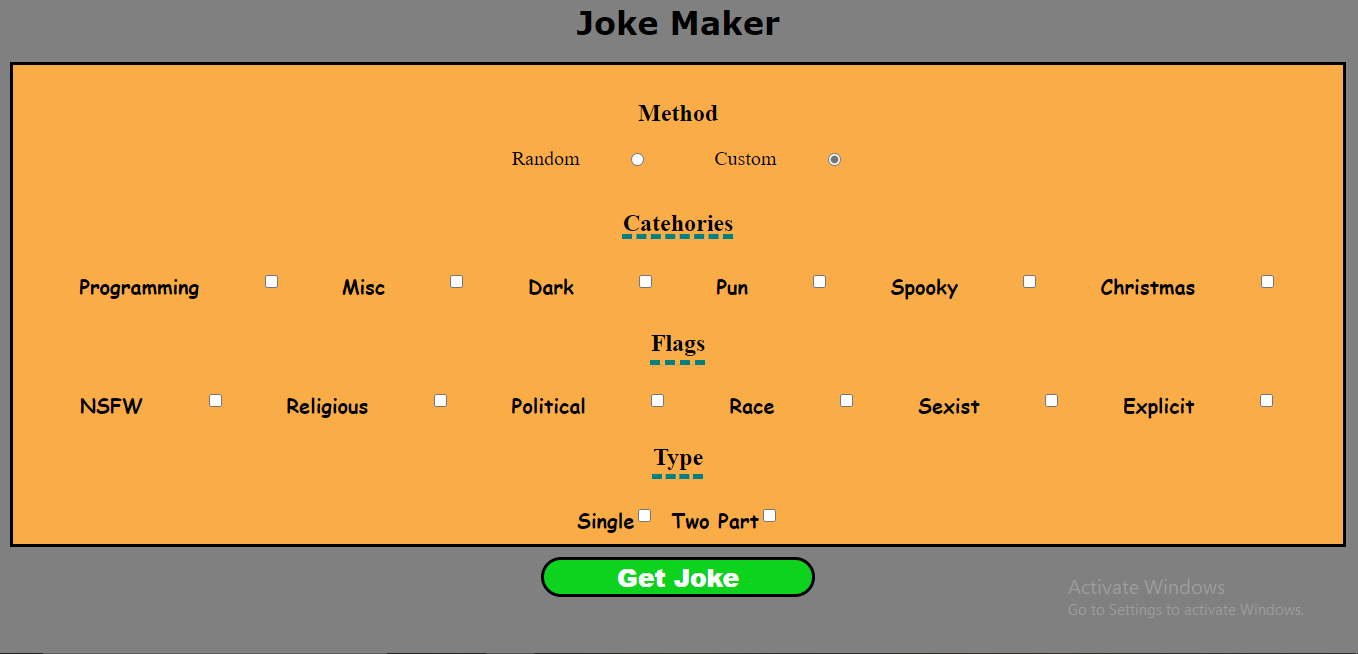 Joke Maker
Method
Random Custom
Catehories
Programming Misc Dark Pun Spooky Christmas
Flags
NSFW Religious Political Race Sexist Explicit
Type
Single Two Part
Get Joke
Activate Windows
Go to Settings to activate Windows.